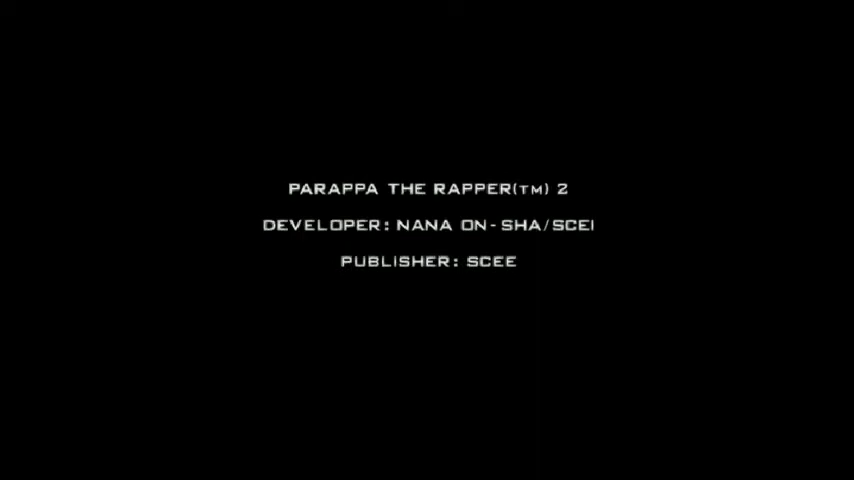 PARAPPA THE RAPPER(TM) 2
DEVELOPER: NANA ON-SHA/SCEI
PUBLISHER: SCEE